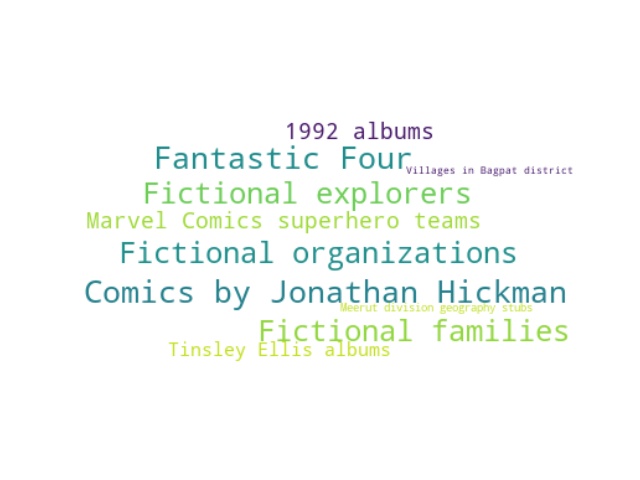 1992 albums
Fantastic Four
Villages in Bagpat district
Fictional explorers
Marvel Comics superhero teams
Fictional organizations
Comics by Jonathan Hickman
Meerut division geography stubs
Fictional families
Tinsley Ellis albums